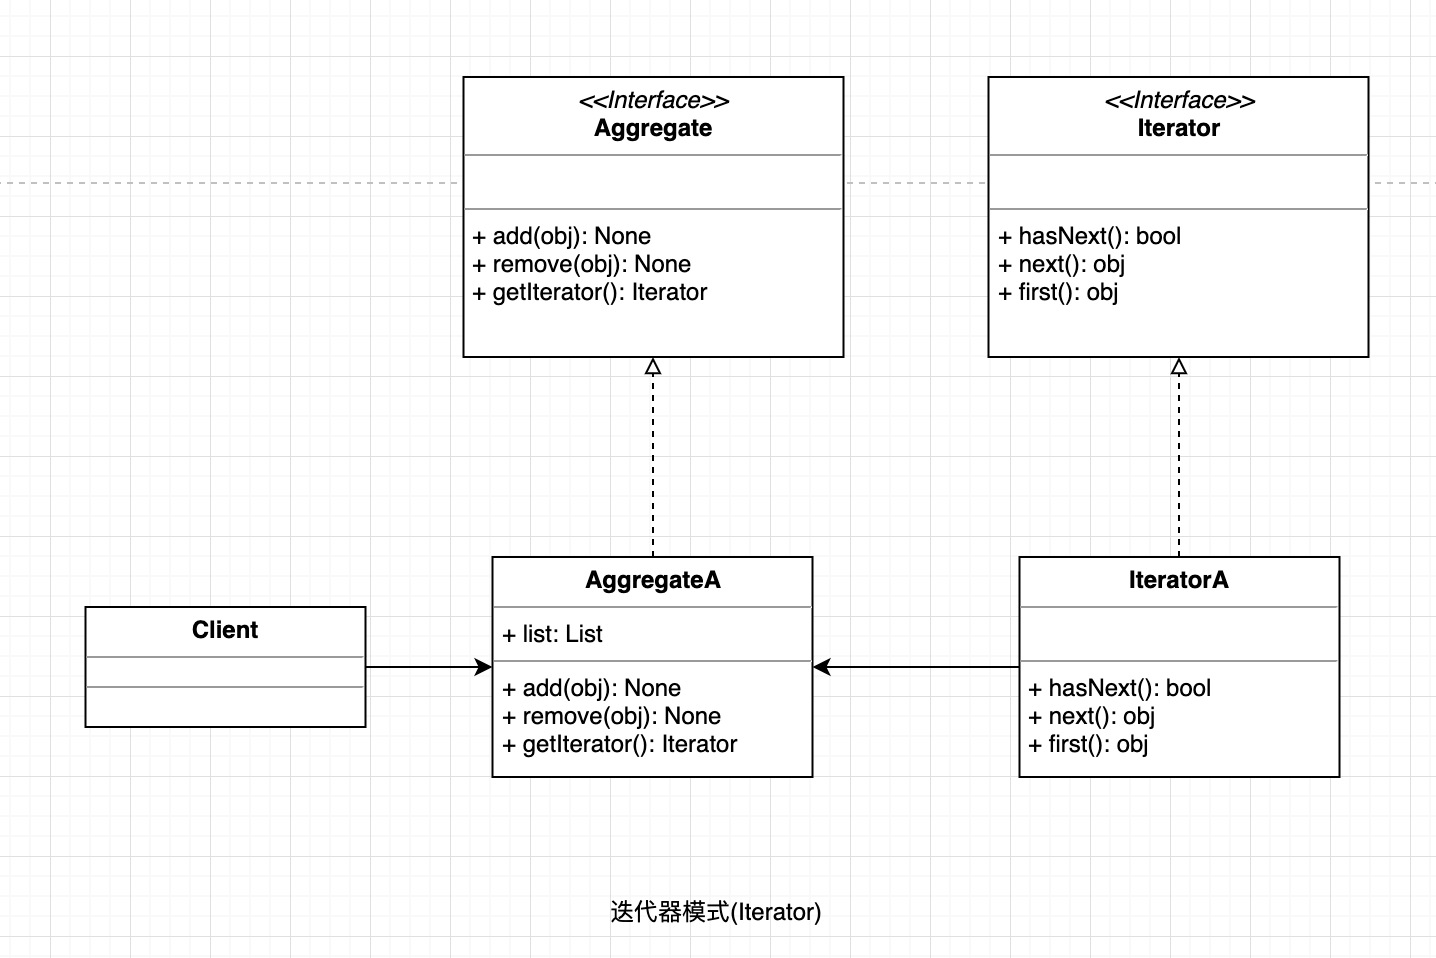 <<Interface>>
Aggregate
+ add(obj): None
+ remove(obj): None
+ getIterator(): Iterator
<<Interface>>
Iterator
+ hasNext(): bool
+ next(): obj
+ first(): obj
Client
AggregateA
+ list: List
+ add(obj): None
+ remove(obj): None
+ getIterator(): Iterator
IteratorA
+ hasNext(): bool
+ next(): obj
+ first(): obj
迭代器模式(Iterator)